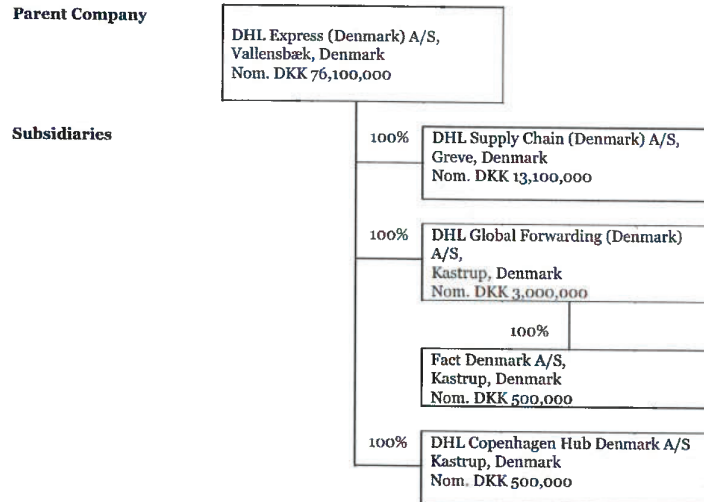 Parent Company
DHL Express (Denmark) A/S,
Vallensbæk, Denmark
Nom. DKK 76,100,000
Subsidiaries
100%
DHL Supply Chain (Denmark) A/S,
Greve, Denmark
Nom. DKK 13,100,000
100%
DHL Global Forwarding (Denmark)
A/S,
Kastrup, Denmark
Nom. DKK 3,000,000
100%
Fact Denmark A/S,
Kastrup, Denmark
Nom. DKK 500,000
100%
DHL Copenhagen Hub Denmark A/S
Kastrup, Denmark
Nom. DKK 500,000